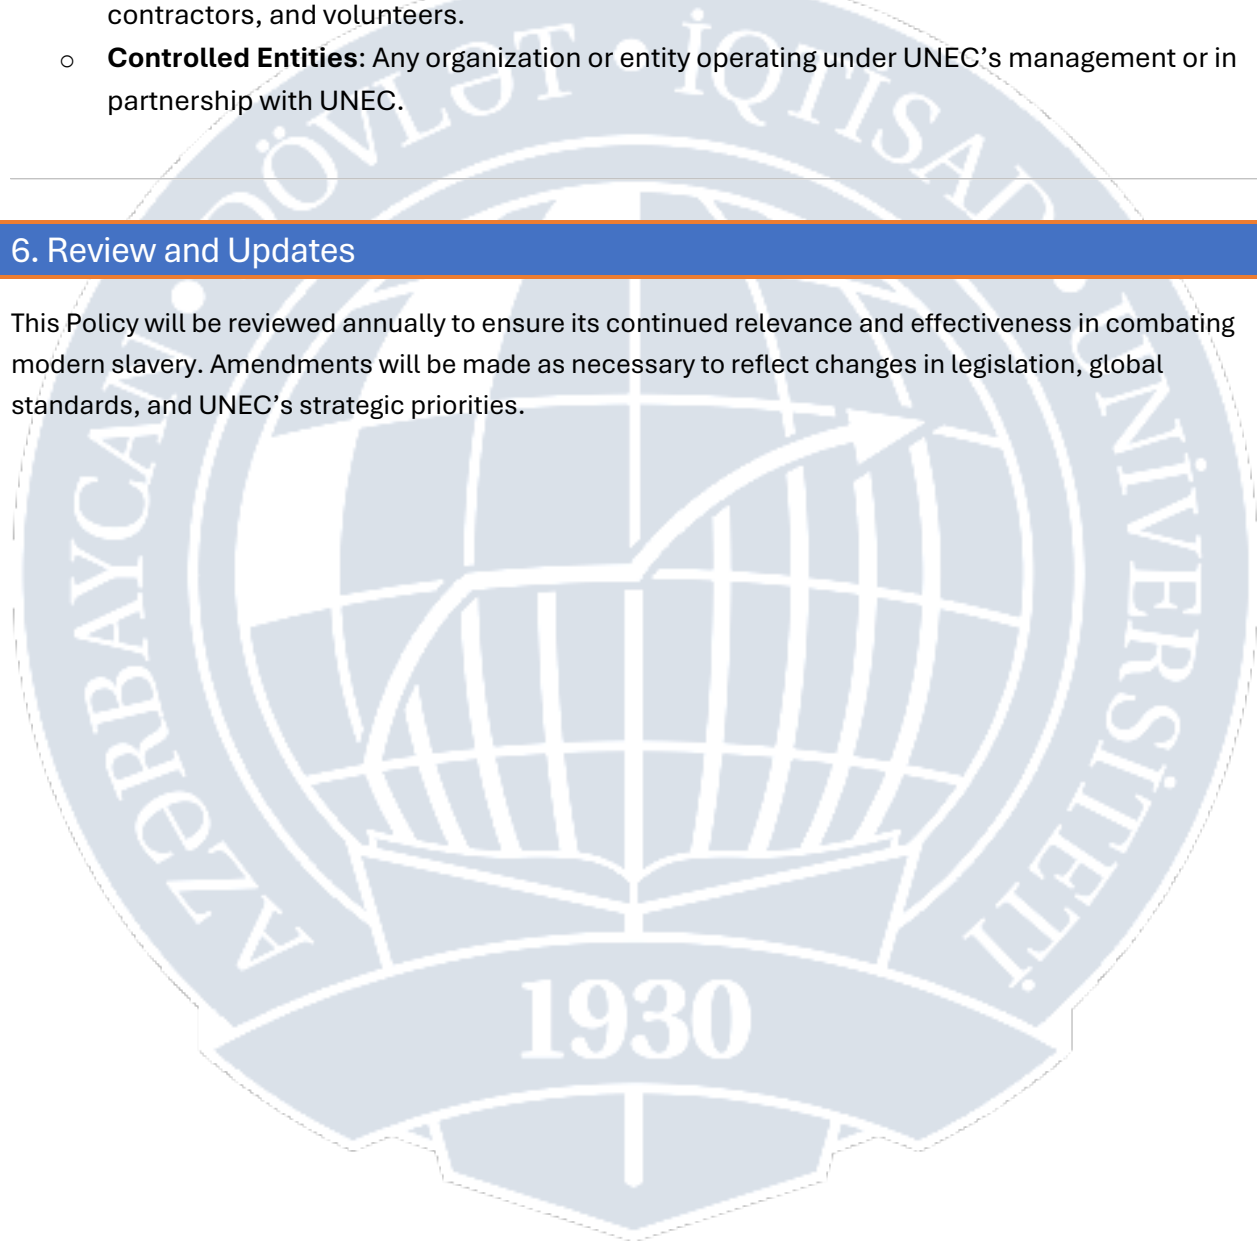 contractors, and volunteers.
o Controlled Entities: Any organization or entity operating under UNEC’s management or in
partnership with UNEC.
6. Review and Updates
This Policy will be reviewed annually to ensure its continued relevance and effectiveness in combating
modern slavery. Amendments will be made as necessary to reflect changes in legislation, global
standards, and UNEC’s strategic priorities.
AZƏRBAYCAN • DÖVLƏT • İQTİSAD • UNİVERSİTETİ
1930